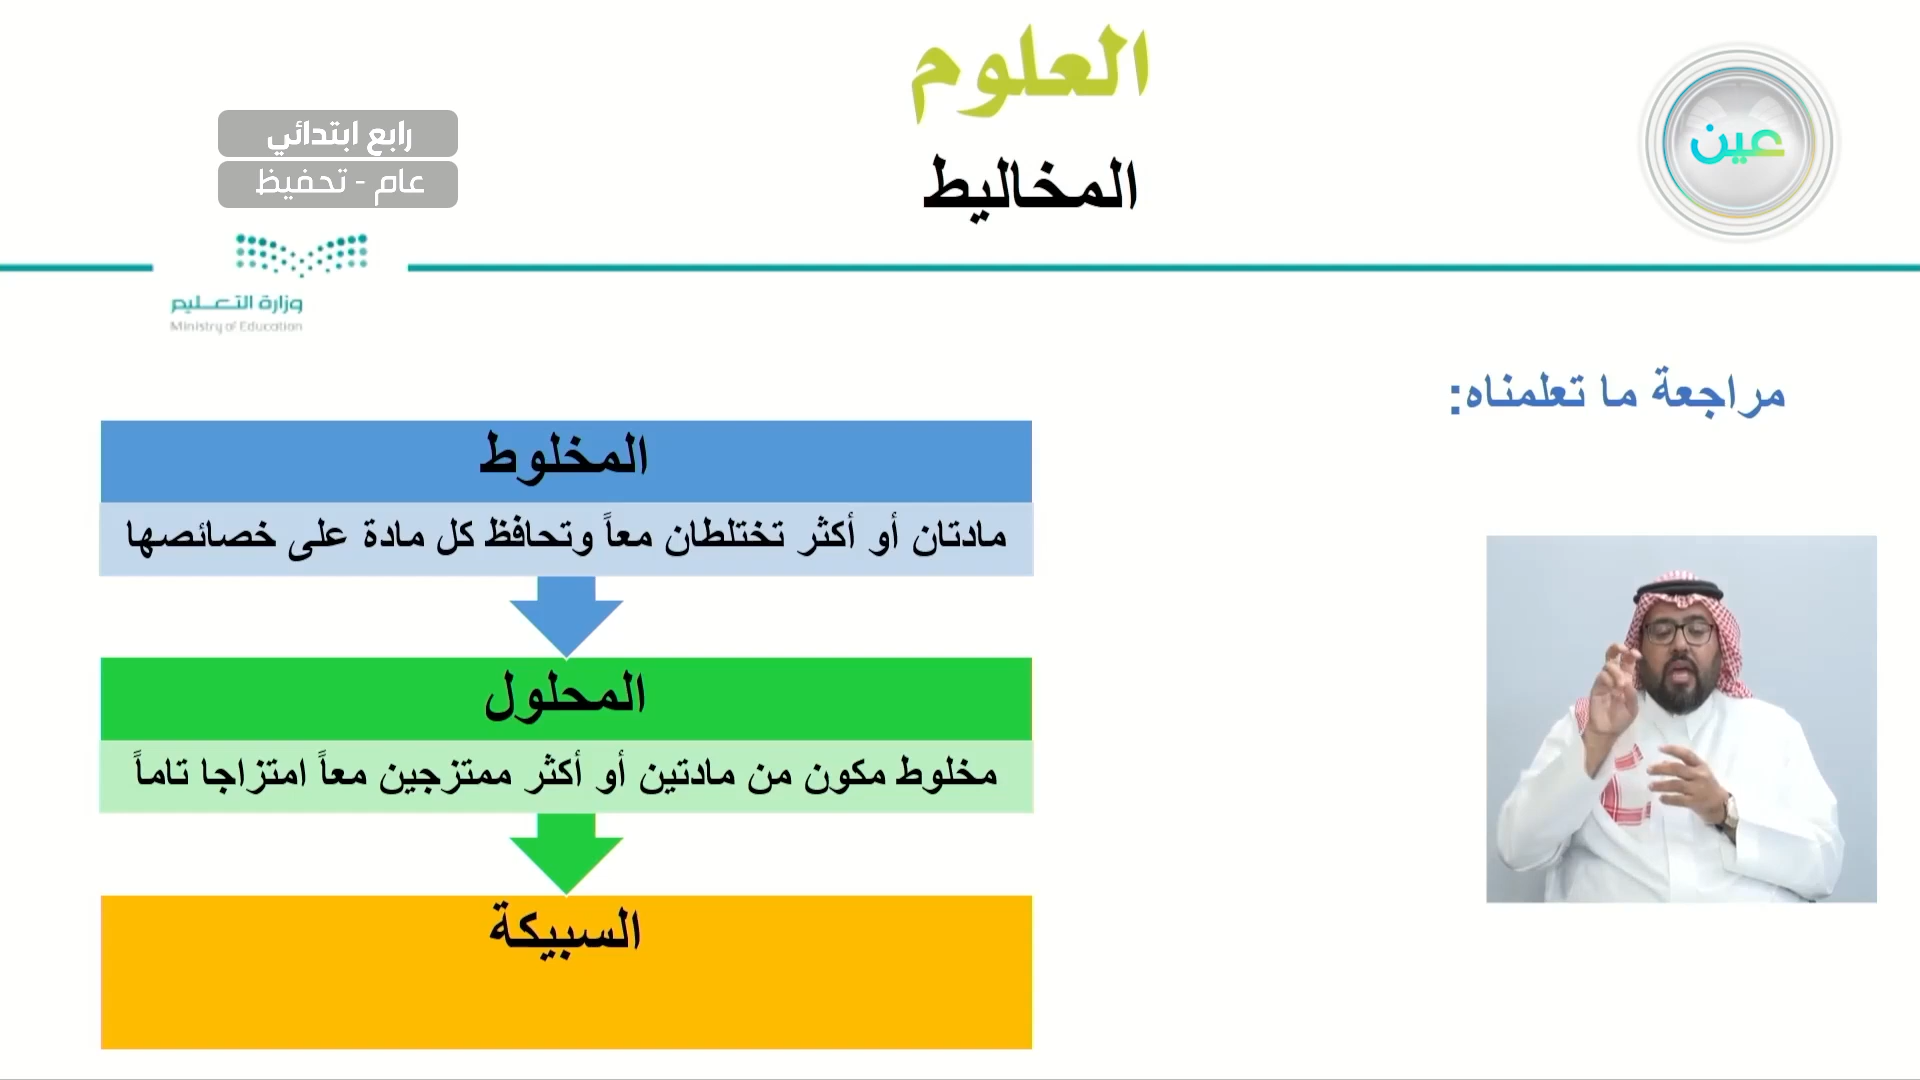 العلوم
المخاليط
عين
رابع ابتدائي
عام - تحفيظ
وزارة التعليم
Ministry of Education
مراجعة ما تعلمناه:
المخلوط
مادتان أو أكثر تختلطان معاً وتحافظ كل مادة على خصائصها
المحلول
مخلوط مكون من مادتين أو أكثر ممتزجين معاً امتزاجا تاماً
السبيكة